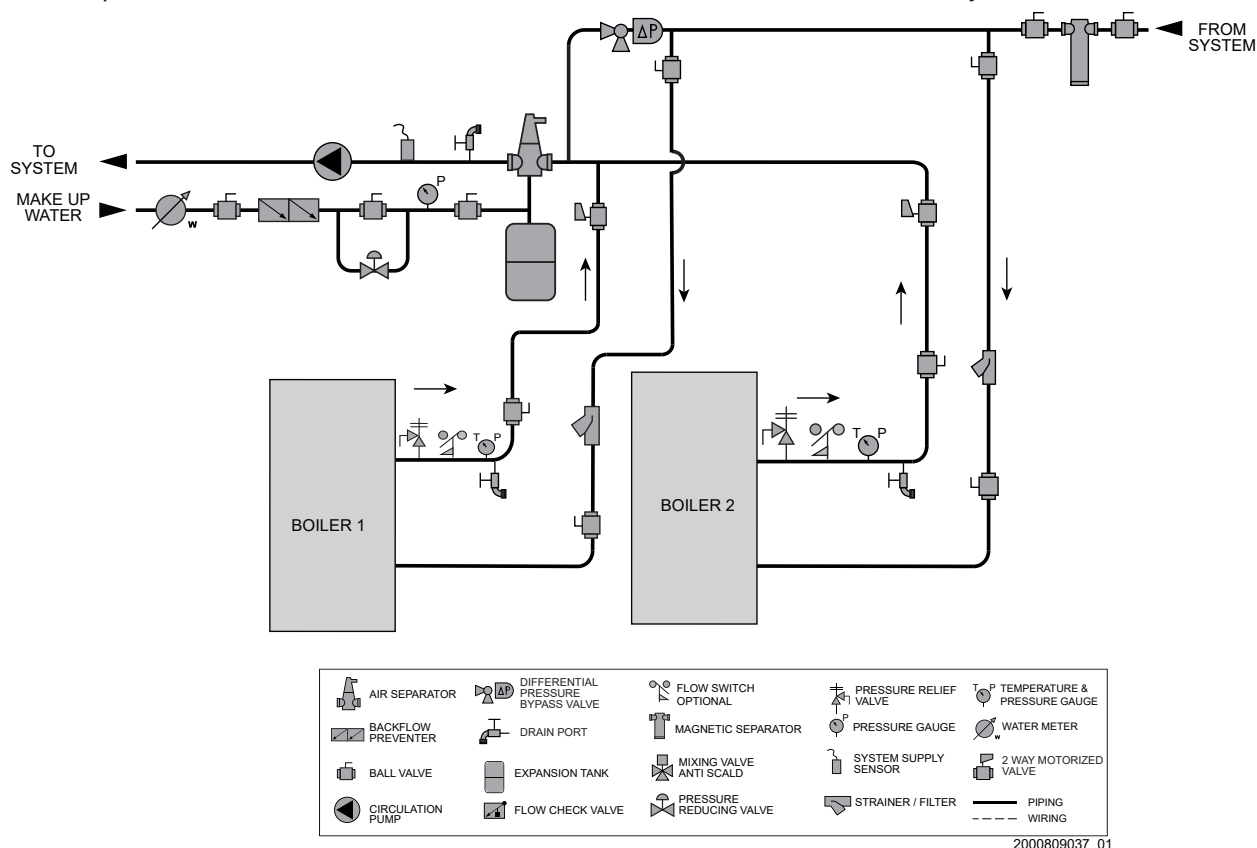 ΔP
FROM
SYSTEM
TO
SYSTEM
MAKE UP
WATER
W
P
BOILER 1
T P
BOILER 2
T P
AIR SEPARATOR
ΔP
DIFFERENTIAL
PRESSURE
BYPASS VALVE
FLOW SWITCH
OPTIONAL
PRESSURE RELIEF
VALVE
T P
TEMPERATURE &
PRESSURE GAUGE
BACKFLOW
PREVENTER
DRAIN PORT
MAGNETIC SEPARATOR
P
PRESSURE GAUGE
W
WATER METER
BALL VALVE
EXPANSION TANK
MIXING VALVE
ANTI SCALD
SYSTEM SUPPLY
SENSOR
2 WAY MOTORIZED
VALVE
CIRCULATION
PUMP
FLOW CHECK VALVE
PRESSURE
REDUCING VALVE
STRAINER / FILTER
PIPING
WIRING
2000809037_01